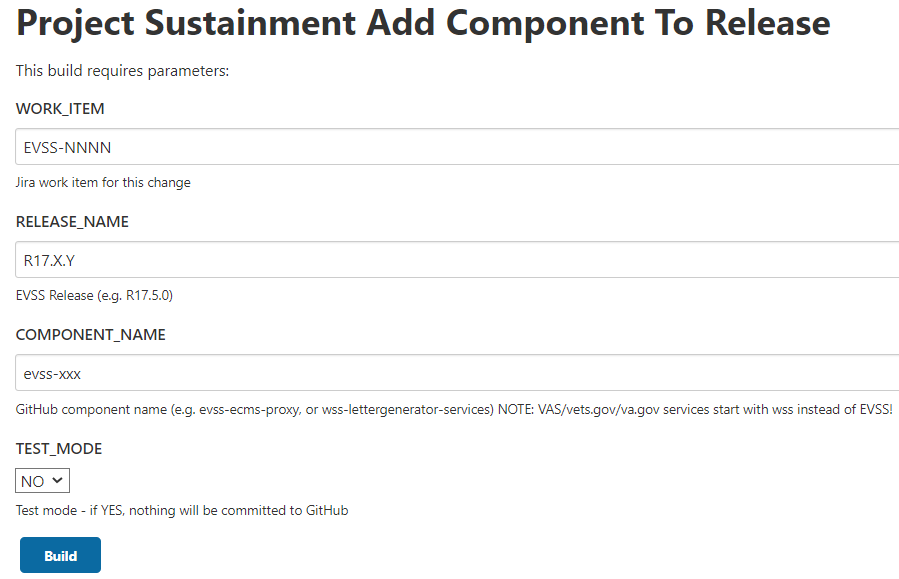 Project Sustainment Add Component To Release
This build requires parameters:
WORK_ITEM
EVSS-NNNN
Jira work item for this change
RELEASE_NAME
R17.X.Y
EVSS Release (e.g. R17.5.0)
COMPONENT_NAME
evss-xxx
GitHub component name (e.g. evss-ecms-proxy, or wss-lettergenerator-services) NOTE: VAS/vets.gov/va.gov services start with wss instead of EVSS!
TEST_MODE
NO
Test mode - if YES, nothing will be committed to GitHub
Build